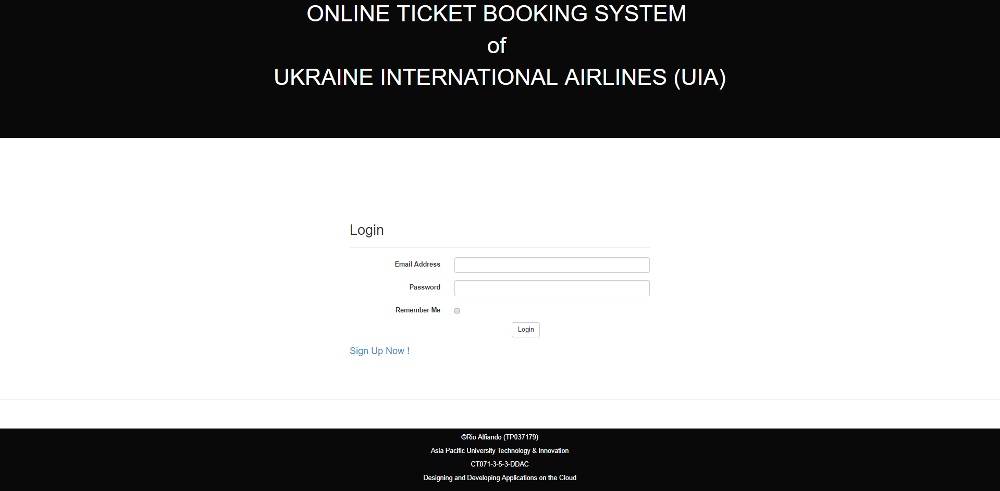 ONLINE TICKET BOOKING SYSTEM
of
UKRAINE INTERNATIONAL AIRLINES (UIA)
Login
Email Address
Password
Remember Me
Login
Sign Up Now !
©Rio Alfiando (TP037179)
Asia Pacific University Technology & Innovation
CT071-3-5-3-DDAC
Designing and Developing Applications on the Cloud